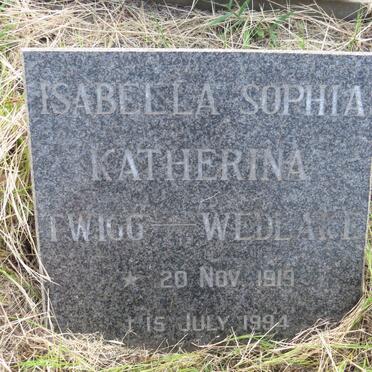 ISABELLA SOPHIA
KATHERINA
TWIGG — WEDLAKE
* 20 NOV. 1919
† 15 JULY 1994